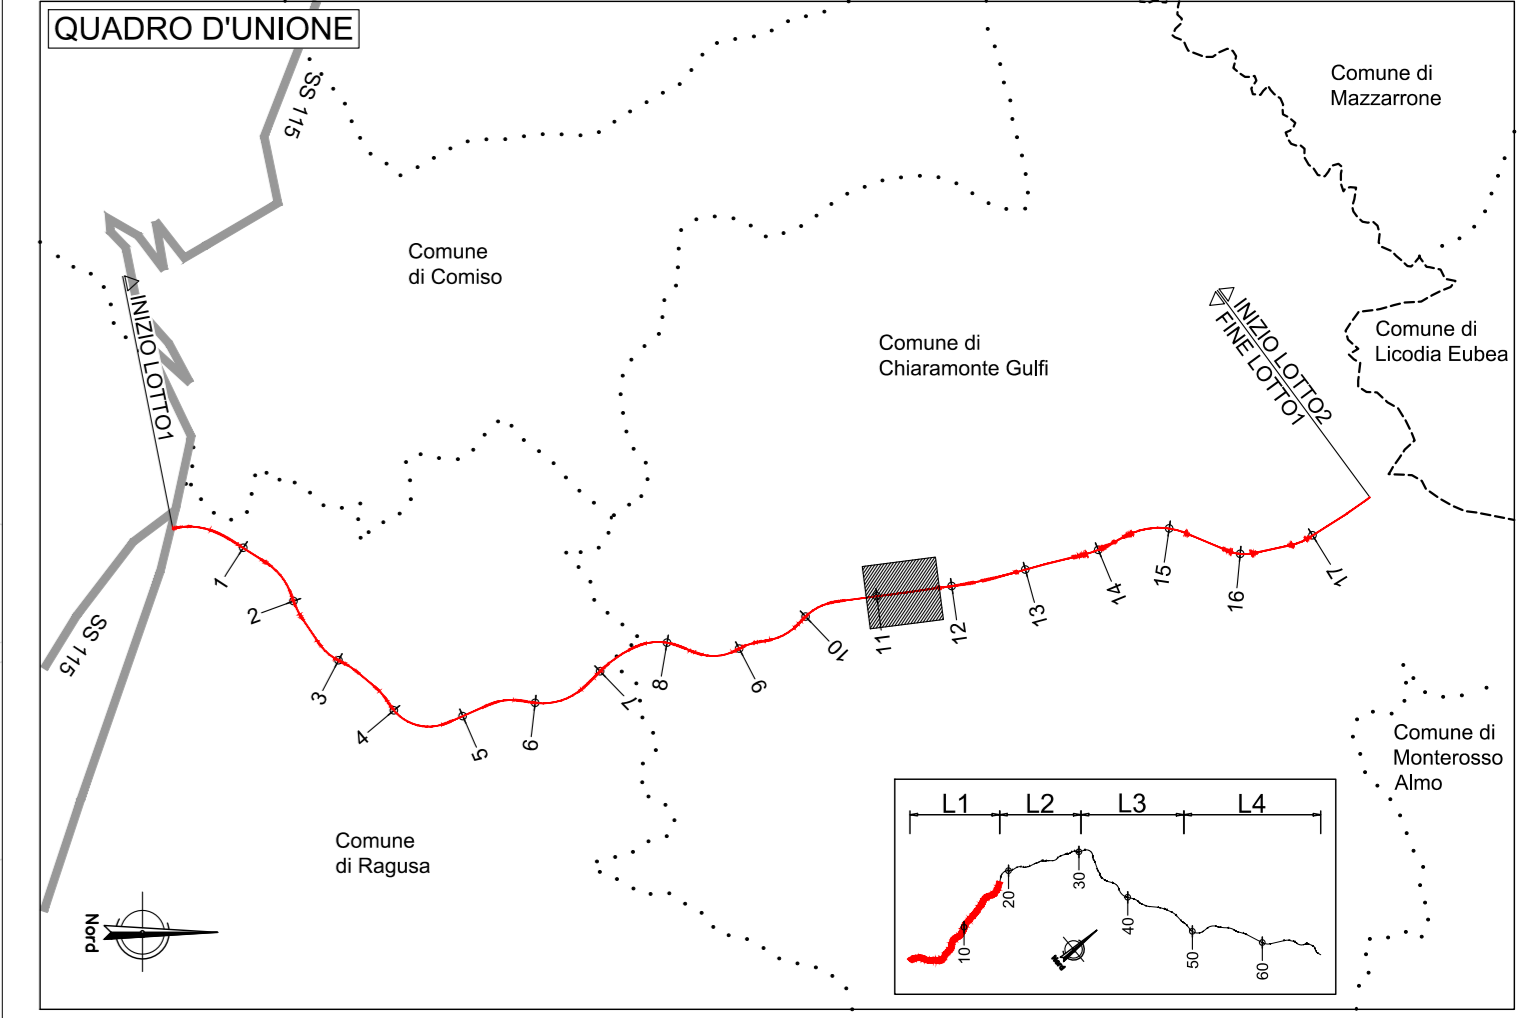 QUADRO D'UNIONE
SS 115
Comune di
Mazzarrone
Comune
di Comiso
INIZIO LOTTO1
Comune di
Chiaramonte Gulfi
INIZIO LOTTO2
FINE LOTTO1
Comune di
Licodia Eubea
SS 115
1
2
3
4
5
6
7
8
9
10
11
12
13
14
15
16
17
Comune di
Monterosso
Almo
Comune
di Ragusa
Nord
L1 L2 L3 L4
10
20
30
40
50
60
Nord